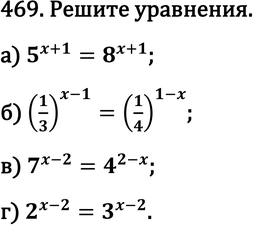 469. Решите уравнения.
а) 5^{x+1} = 8^{x+1};
б) (1/3)^{x−1} = (1/4)^{1−x};
в) 7^{x−2} = 4^{2−x};
г) 2^{x−2} = 3^{x−2}.